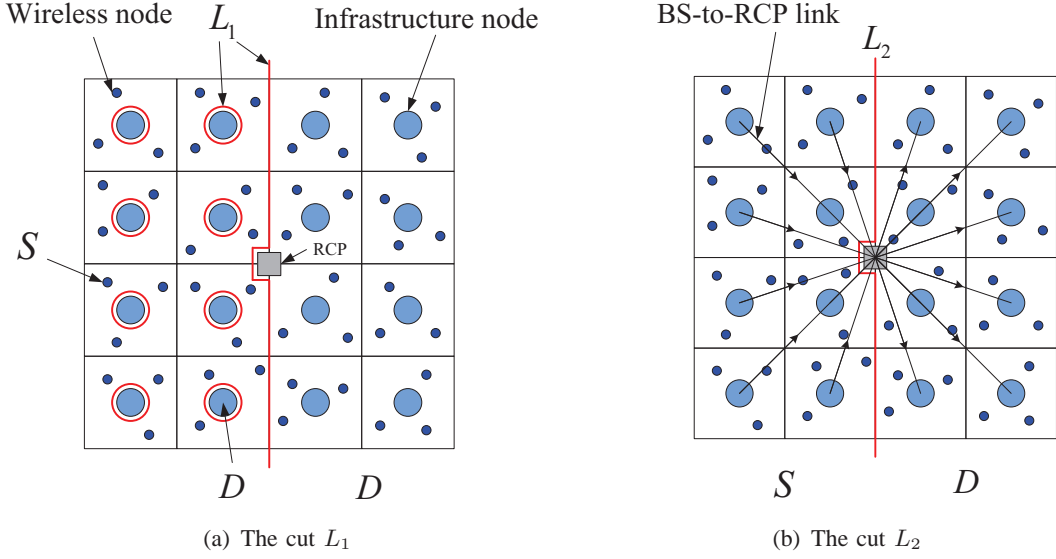 Wireless node
L1
Infrastructure node
BS-to-RCP link
L2
S
RCP
D
D
S
D
(a) The cut L1
(b) The cut L2